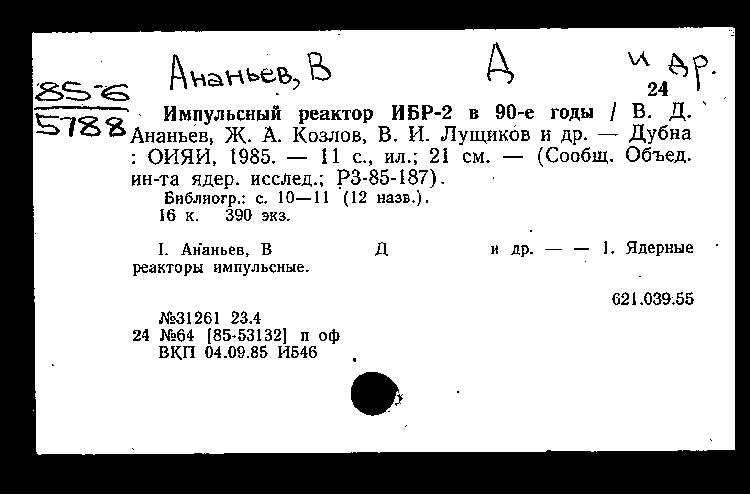 Ананьев, В Д и др.
85-6
5788
24
Импульсный реактор ИБР-2 в 90-е годы / В. Д.
Ананьев, Ж. А. Козлов, В. И. Лущиков и др. — Дубна
: ОИЯИ, 1985. — 11 с., ил.; 21 см. — (Сообщ. Объед.
ин-та ядер. исслед.; Р3-85-187).
Библиогр.: с. 10—11 (12 назв.).
16 к. 390 экз.
I. Ананьев, В Д и др. — — 1. Ядерные
реакторы импульсные.
621.039.55
№31261 23.4
24 №64 [85-53132] п оф
ВКП 04.09.85 И546